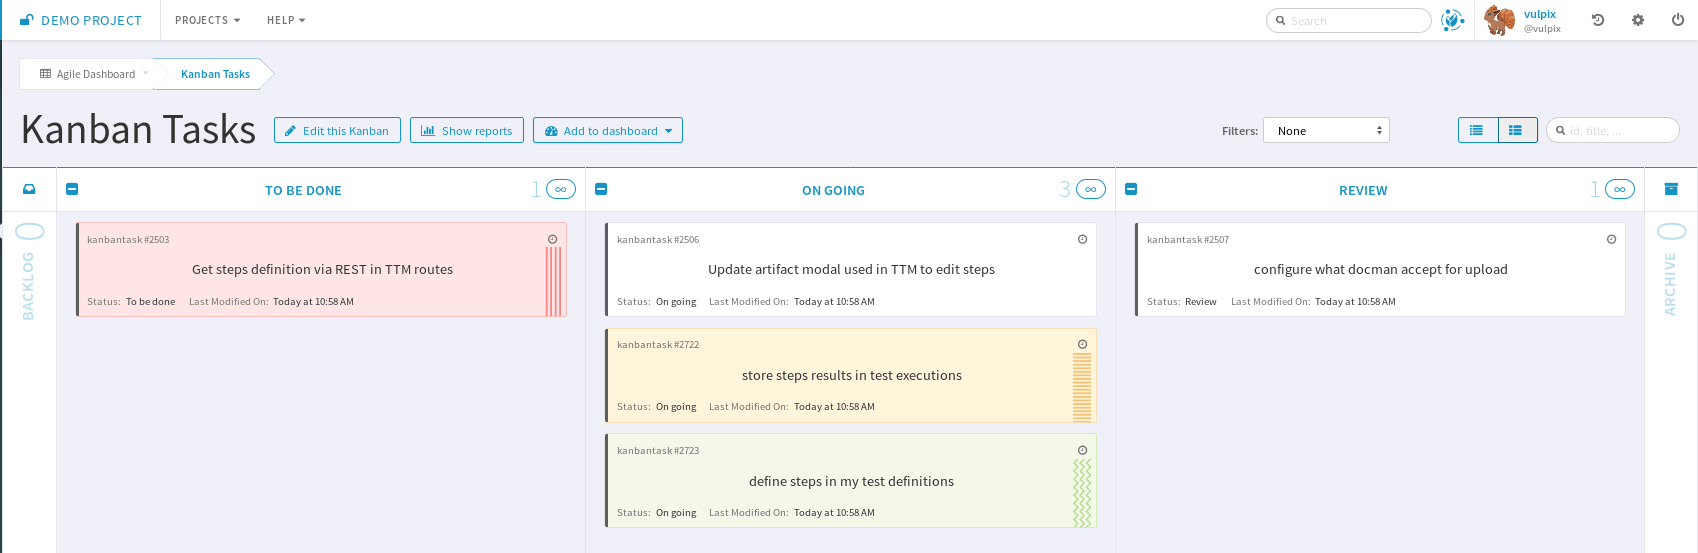 DEMO PROJECT
PROJECTS
HELP
Search
vulpix
@vulpix
Agile Dashboard
Kanban Tasks
Kanban Tasks
Edit this Kanban
Show reports
Add to dashboard
Filters:
None
id, title, ...
TO BE DONE
1
∞
ON GOING
3
∞
REVIEW
1
∞
0
BACKLOG
kanbantask #2503
Get steps definition via REST in TTM routes
Status: To be done Last Modified On: Today at 10:58 AM
kanbantask #2506
Update artifact modal used in TTM to edit steps
Status: On going Last Modified On: Today at 10:58 AM
kanbantask #2722
store steps results in test executions
Status: On going Last Modified On: Today at 10:58 AM
kanbantask #2723
define steps in my test definitions
Status: On going Last Modified On: Today at 10:58 AM
kanbantask #2507
configure what docman accept for upload
Status: Review Last Modified On: Today at 10:58 AM
0
ARCHIVE